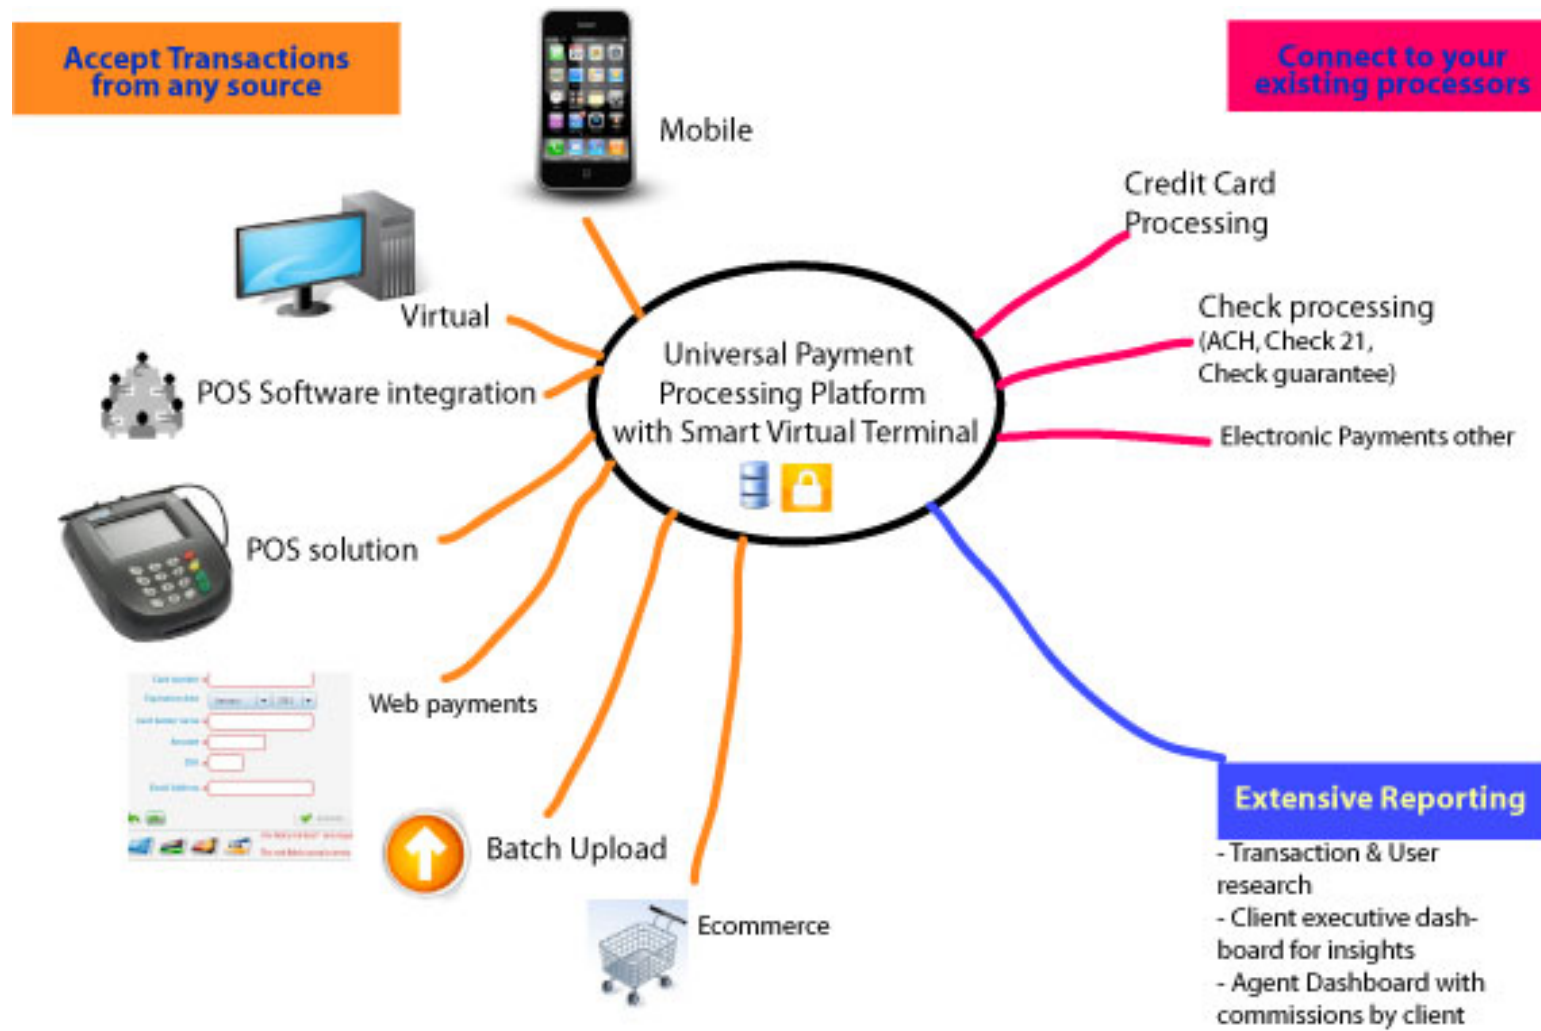 Accept Transactions
from any source
Connect to your
existing processors
Mobile
Credit Card
Processing
Virtual
Check processing
(ACH, Check 21,
Check guarantee)
Universal Payment
Processing Platform
with Smart Virtual Terminal
POS Software integration
Electronic Payments other
POS solution
Web payments
Extensive Reporting
Batch Upload
- Transaction & User
research
- Client executive dash-
board for insights
- Agent Dashboard with
commissions by client
Ecommerce